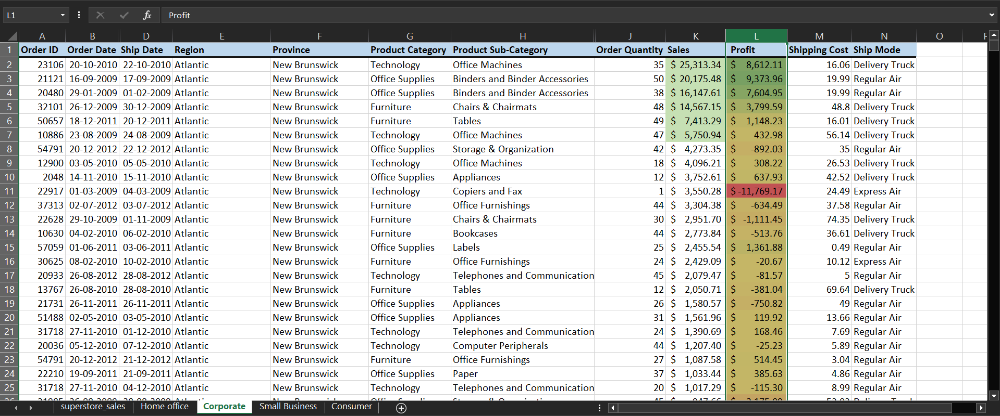 L1 fx Profit
A B D E F G H J K L M N O
1 Order ID Order Date Ship Date Region Province Product Category Product Sub-Category Order Quantity Sales Profit Shipping Cost Ship Mode
2 23106 20-10-2010 22-10-2010 Atlantic New Brunswick Technology Office Machines 35 $ 25,313.34 $ 8,612.11 16.06 Delivery Truck
3 21121 16-09-2009 17-09-2009 Atlantic New Brunswick Office Supplies Binders and Binder Accessories 50 $ 20,175.48 $ 9,373.96 19.99 Regular Air
4 20480 29-01-2009 01-02-2009 Atlantic New Brunswick Office Supplies Binders and Binder Accessories 38 $ 16,147.61 $ 7,604.95 19.99 Regular Air
5 32101 26-12-2009 30-12-2009 Atlantic New Brunswick Furniture Chairs & Chairmats 48 $ 14,567.15 $ 3,799.59 48.8 Delivery Truck
6 50657 18-12-2011 20-12-2011 Atlantic New Brunswick Furniture Tables 49 $ 7,413.29 $ 1,148.23 16.01 Delivery Truck
7 10886 23-08-2009 24-08-2009 Atlantic New Brunswick Technology Office Machines 47 $ 5,750.94 $ 432.98 56.14 Delivery Truck
8 54791 20-12-2012 22-12-2012 Atlantic New Brunswick Office Supplies Storage & Organization 42 $ 4,273.35 $ -892.03 35 Regular Air
9 12900 03-05-2010 05-05-2010 Atlantic New Brunswick Technology Office Machines 18 $ 4,096.21 $ 308.22 26.53 Delivery Truck
10 2048 14-11-2010 15-11-2010 Atlantic New Brunswick Office Supplies Appliances 12 $ 3,752.61 $ 637.93 42.52 Delivery Truck
11 22917 01-03-2009 04-03-2009 Atlantic New Brunswick Technology Copiers and Fax 1 $ 3,550.28 $ -11,769.17 24.49 Express Air
12 37313 02-07-2012 03-07-2012 Atlantic New Brunswick Furniture Office Furnishings 44 $ 3,304.38 $ -634.49 37.58 Regular Air
13 22628 29-10-2009 01-11-2009 Atlantic New Brunswick Furniture Chairs & Chairmats 30 $ 2,951.70 $ -1,111.45 74.35 Delivery Truck
14 10630 04-02-2010 06-02-2010 Atlantic New Brunswick Furniture Bookcases 44 $ 2,773.84 $ -513.76 36.61 Delivery Truck
15 57059 01-06-2011 03-06-2011 Atlantic New Brunswick Office Supplies Labels 25 $ 2,455.54 $ 1,361.88 0.49 Regular Air
16 30625 08-02-2010 10-02-2010 Atlantic New Brunswick Furniture Office Furnishings 24 $ 2,429.09 $ -20.67 10.12 Express Air
17 20933 26-08-2012 28-08-2012 Atlantic New Brunswick Technology Telephones and Communication 45 $ 2,079.47 $ -81.57 5 Regular Air
18 13767 26-08-2010 28-08-2010 Atlantic New Brunswick Furniture Tables 12 $ 2,050.71 $ -381.04 69.64 Delivery Truck
19 21731 26-11-2011 26-11-2011 Atlantic New Brunswick Office Supplies Appliances 26 $ 1,580.57 $ -750.82 49 Regular Air
20 51488 02-05-2010 03-05-2010 Atlantic New Brunswick Office Supplies Appliances 31 $ 1,561.96 $ 119.92 13.66 Regular Air
21 31718 27-11-2010 01-12-2010 Atlantic New Brunswick Technology Telephones and Communication 24 $ 1,390.69 $ 168.46 7.69 Regular Air
22 20036 05-12-2010 07-12-2010 Atlantic New Brunswick Technology Computer Peripherals 44 $ 1,207.40 $ -25.23 5.89 Regular Air
23 54791 20-12-2012 21-12-2012 Atlantic New Brunswick Furniture Office Furnishings 27 $ 1,087.58 $ 514.45 3.04 Regular Air
24 22210 19-09-2011 21-09-2011 Atlantic New Brunswick Office Supplies Paper 37 $ 1,033.44 $ 385.63 4.86 Regular Air
25 31718 27-11-2010 04-12-2010 Atlantic New Brunswick Technology Telephones and Communication 20 $ 1,017.29 $ -115.30 8.99 Regular Air
superstore_sales Home office Corporate Small Business Consumer